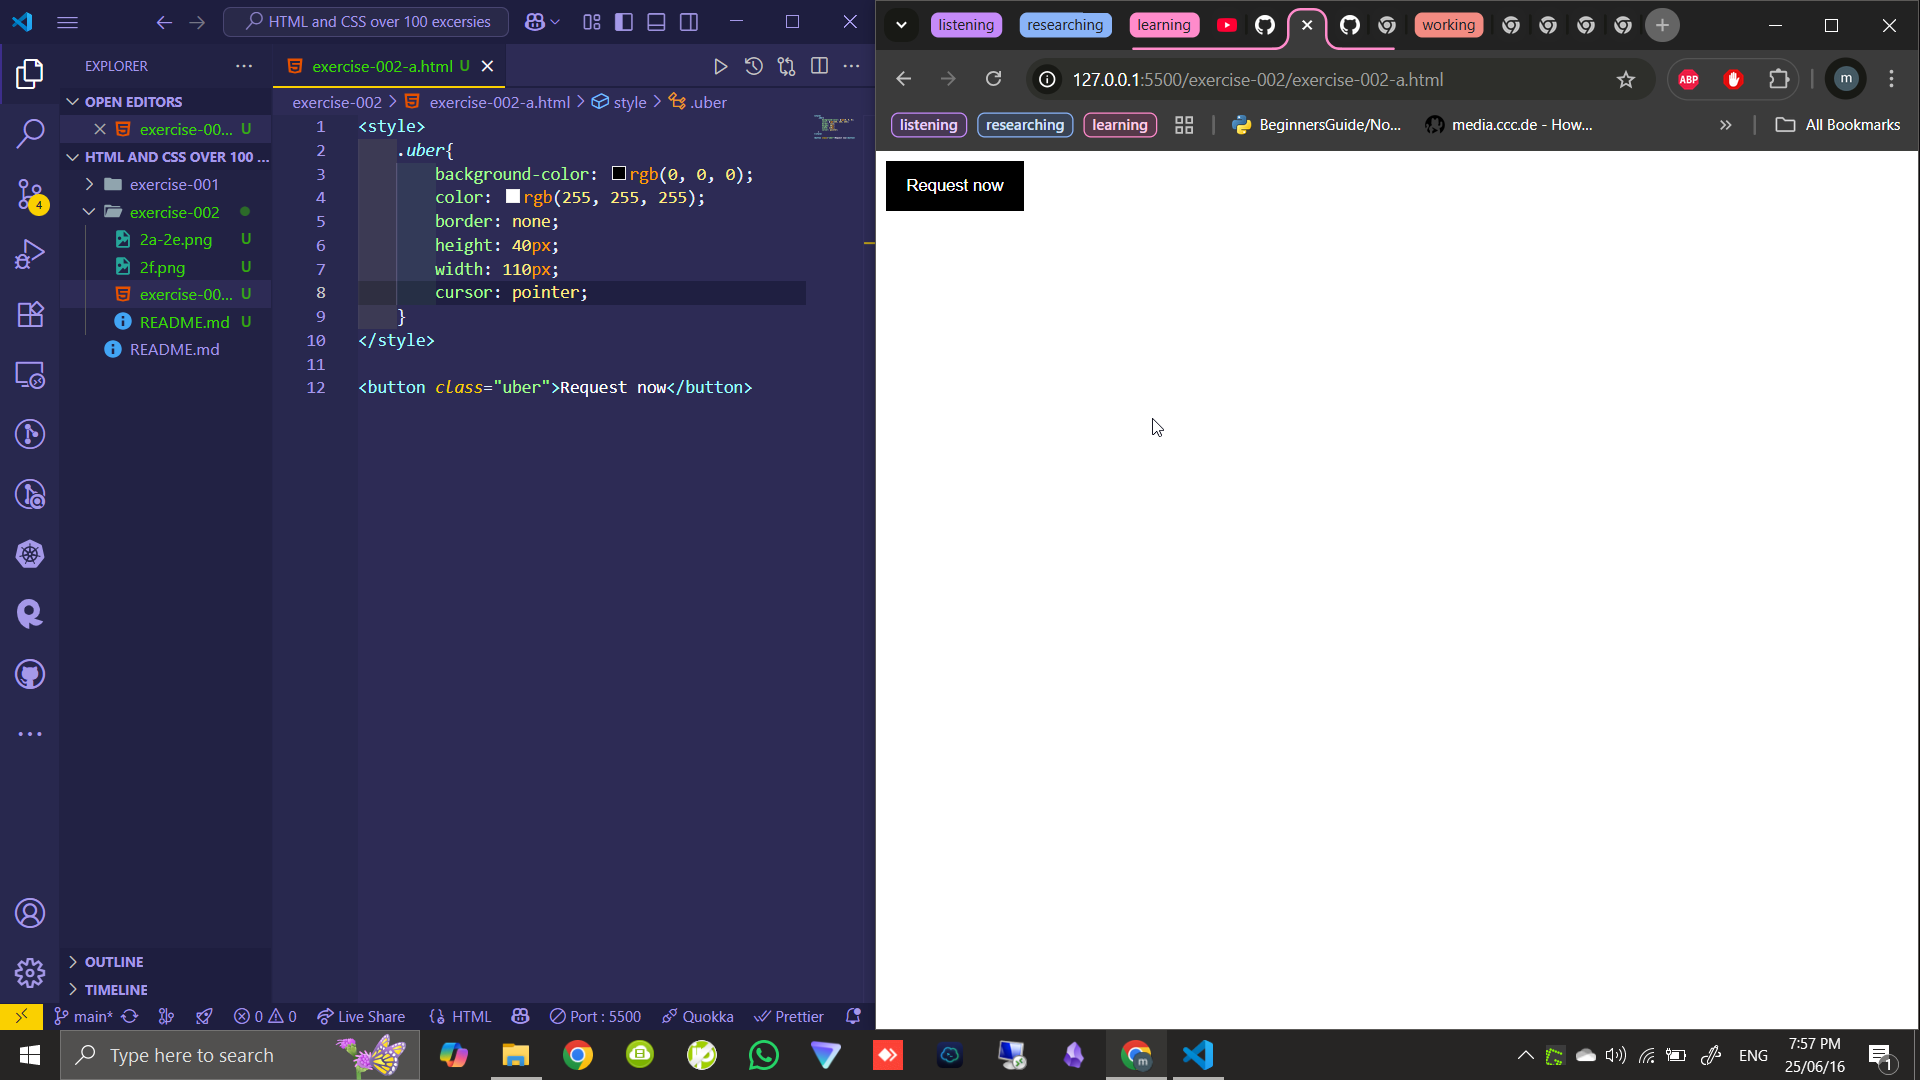 HTML and CSS over 100 excersies
EXPLORER
OPEN EDITORS
exercise-00... U
HTML AND CSS OVER 100 ...
exercise-001
exercise-002
2a-2e.png U
2f.png U
exercise-00... U
README.md U
README.md
4
OUTLINE
TIMELINE
exercise-002-a.html U
exercise-002 > exercise-002-a.html > style > .uber
1 <style>
2 .uber{
3 background-color: rgb(0, 0, 0);
4 color: rgb(255, 255, 255);
5 border: none;
6 height: 40px;
7 width: 110px;
8 cursor: pointer;
9 }
10 </style>
11
12 <button class="uber">Request now</button>
main* 0 0 Live Share HTML Port : 5500 Quokka Prettier
listening researching learning working
127.0.0.1:5500/exercise-002/exercise-002-a.html
ABP
m
listening researching learning BeginnersGuide/No... media.ccc.de - How... All Bookmarks
Request now
Type here to search
m
ENG
7:57 PM
25/06/16
1